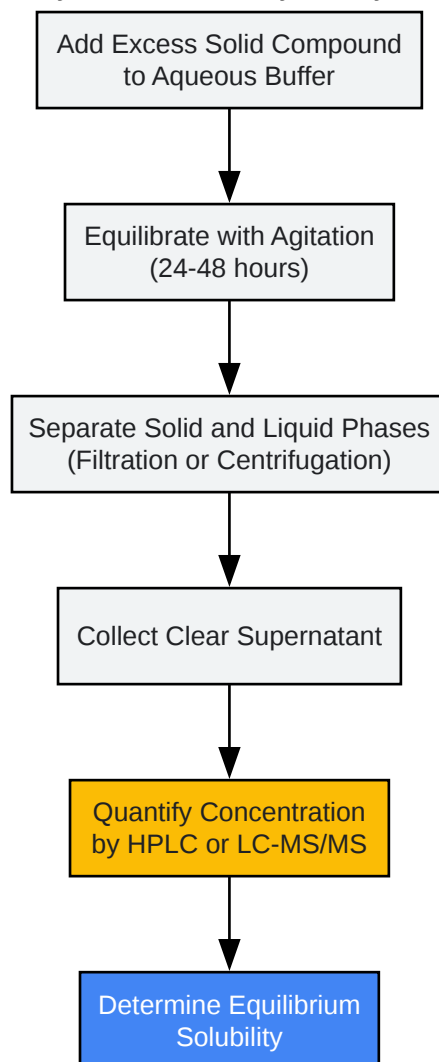 Add Excess Solid Compound
to Aqueous Buffer
Equilibrate with Agitation
(24-48 hours)
Separate Solid and Liquid Phases
(Filtration or Centrifugation)
Collect Clear Supernatant
Quantify Concentration
by HPLC or LC-MS/MS
Determine Equilibrium
Solubility